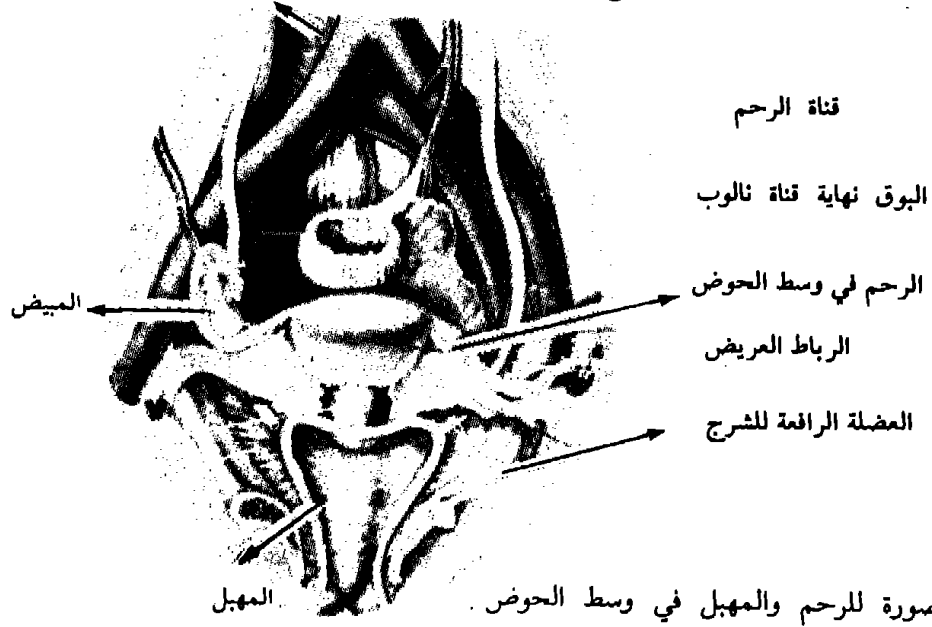 قناة الرحم
البوق نهاية قناة نالوب
الرحم في وسط الحوض
المبيض
الرباط العريض
العضلة الرافعة للشرج
المهبل
صورة للرحم والمهبل في وسط الحوض .